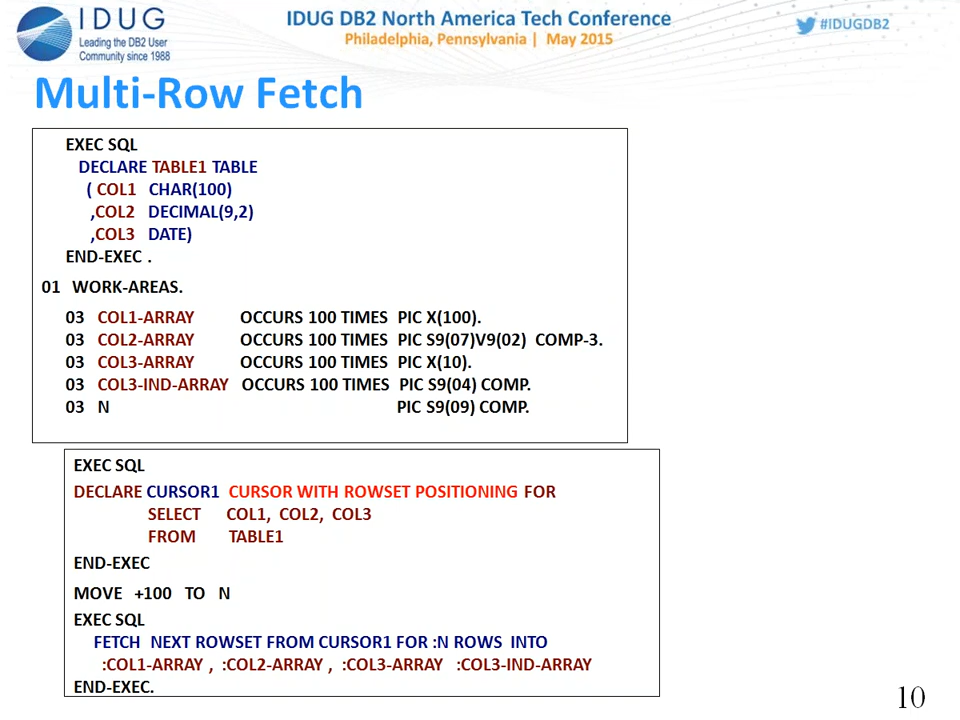 IDUG
Leading the DB2 User
Community since 1988
IDUG DB2 North America Tech Conference
Philadelphia, Pennsylvania | May 2015
#IDUGDB2
Multi-Row Fetch
EXEC SQL
DECLARE TABLE1 TABLE
( COL1 CHAR(100)
,COL2 DECIMAL(9,2)
,COL3 DATE)
END-EXEC .
01 WORK-AREAS.
03 COL1-ARRAY OCCURS 100 TIMES PIC X(100).
03 COL2-ARRAY OCCURS 100 TIMES PIC S9(07)V9(02) COMP-3.
03 COL3-ARRAY OCCURS 100 TIMES PIC X(10).
03 COL3-IND-ARRAY OCCURS 100 TIMES PIC S9(04) COMP.
03 N PIC S9(09) COMP.
EXEC SQL
DECLARE CURSOR1 CURSOR WITH ROWSET POSITIONING FOR
SELECT COL1, COL2, COL3
FROM TABLE1
END-EXEC
MOVE +100 TO N
EXEC SQL
FETCH NEXT ROWSET FROM CURSOR1 FOR :N ROWS INTO
:COL1-ARRAY , :COL2-ARRAY , :COL3-ARRAY :COL3-IND-ARRAY
END-EXEC.
10